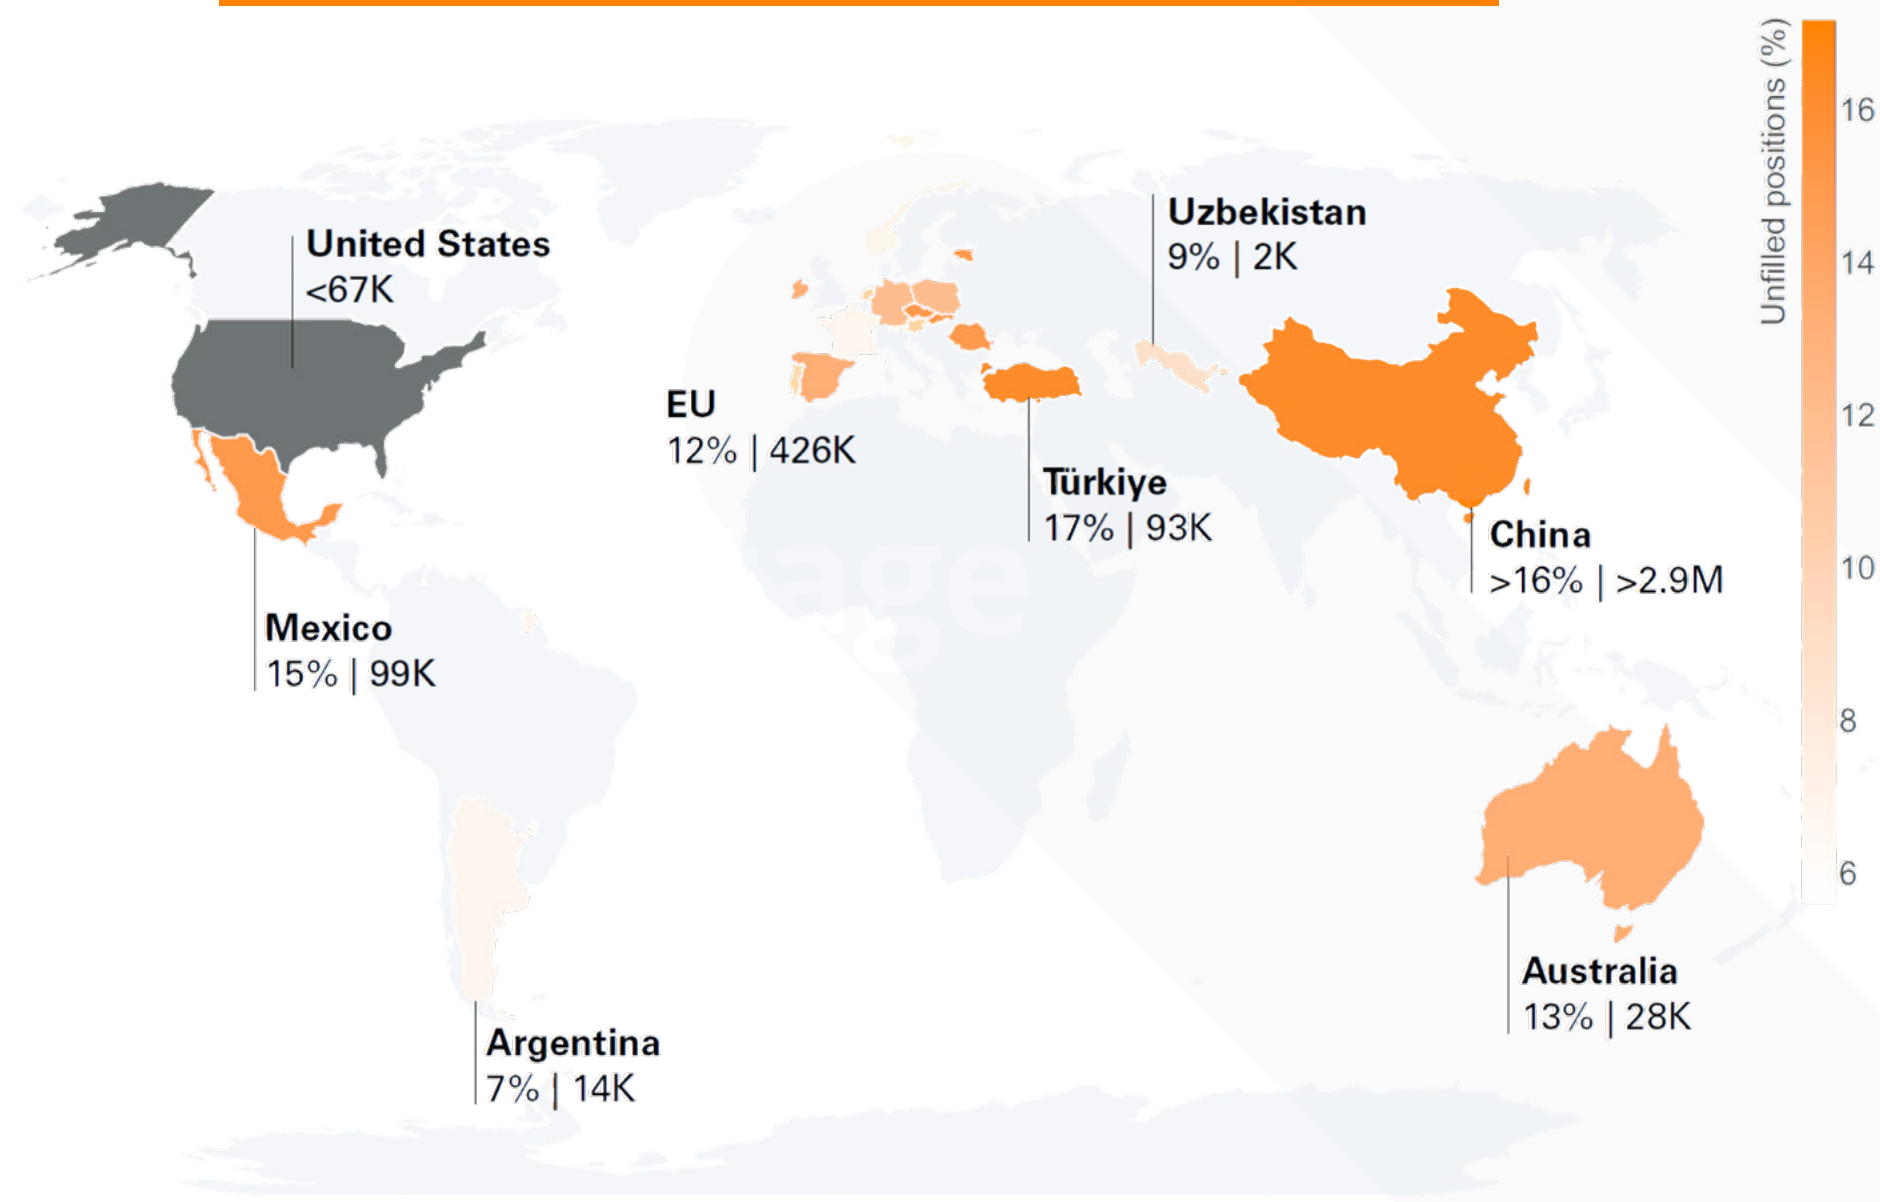 United States
<67K
Uzbekistan
9% | 2K
EU
12% | 426K
Türkiye
17% | 93K
China
>16% | >2.9M
Mexico
15% | 99K
Australia
13% | 28K
Argentina
7% | 14K
Unfilled positions (%)
16
14
12
10
8
6